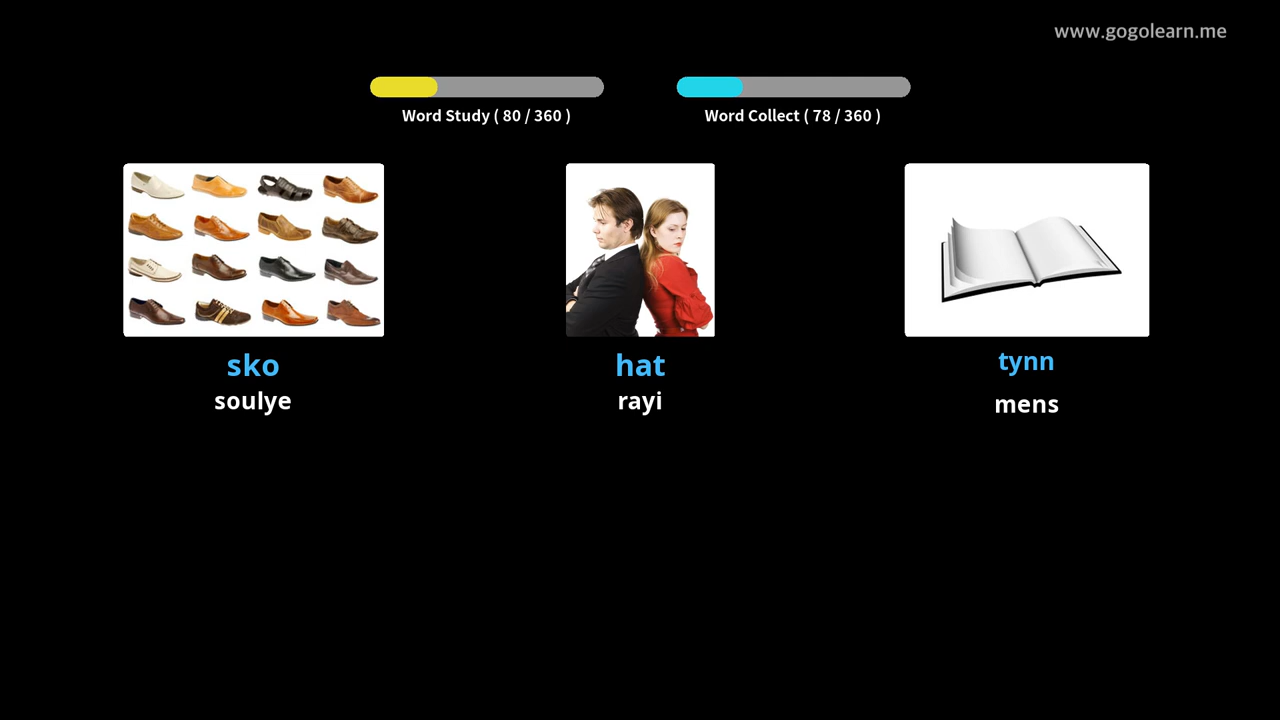 www.gogolearn.me
Word Study ( 80 / 360 )
Word Collect ( 78 / 360 )
sko
soulye
hat
rayi
tynn
mens